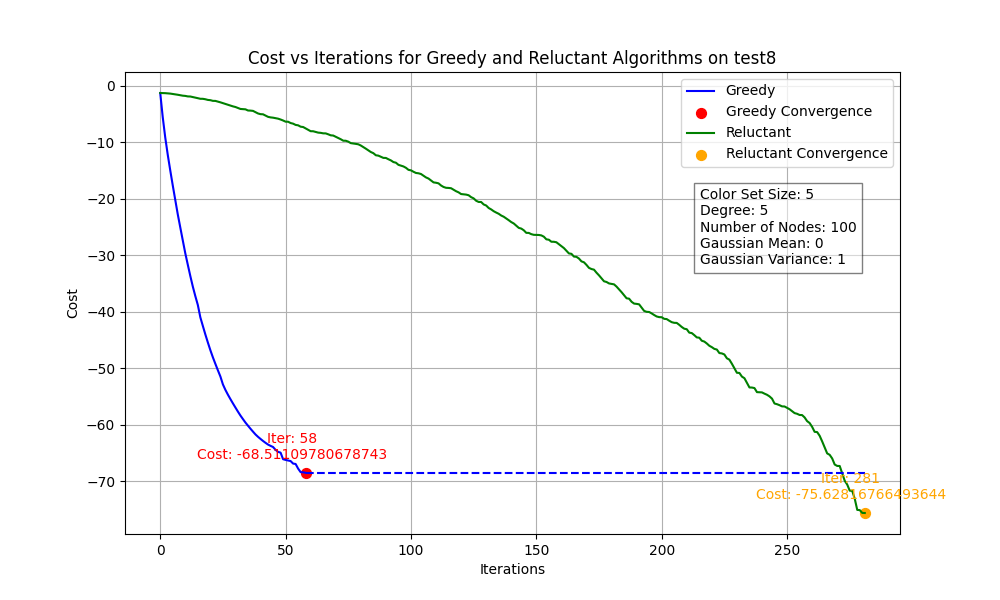 Cost vs Iterations for Greedy and Reluctant Algorithms on test8
0
−10
−20
−30
−40
−50
−60
−70
Cost
Greedy
Greedy Convergence
Reluctant
Reluctant Convergence
Color Set Size: 5
Degree: 5
Number of Nodes: 100
Gaussian Mean: 0
Gaussian Variance: 1
Iter: 58
Cost: -68.51109780678743
Iter: 281
Cost: -75.62816766493644
0
50
100
150
200
250
Iterations